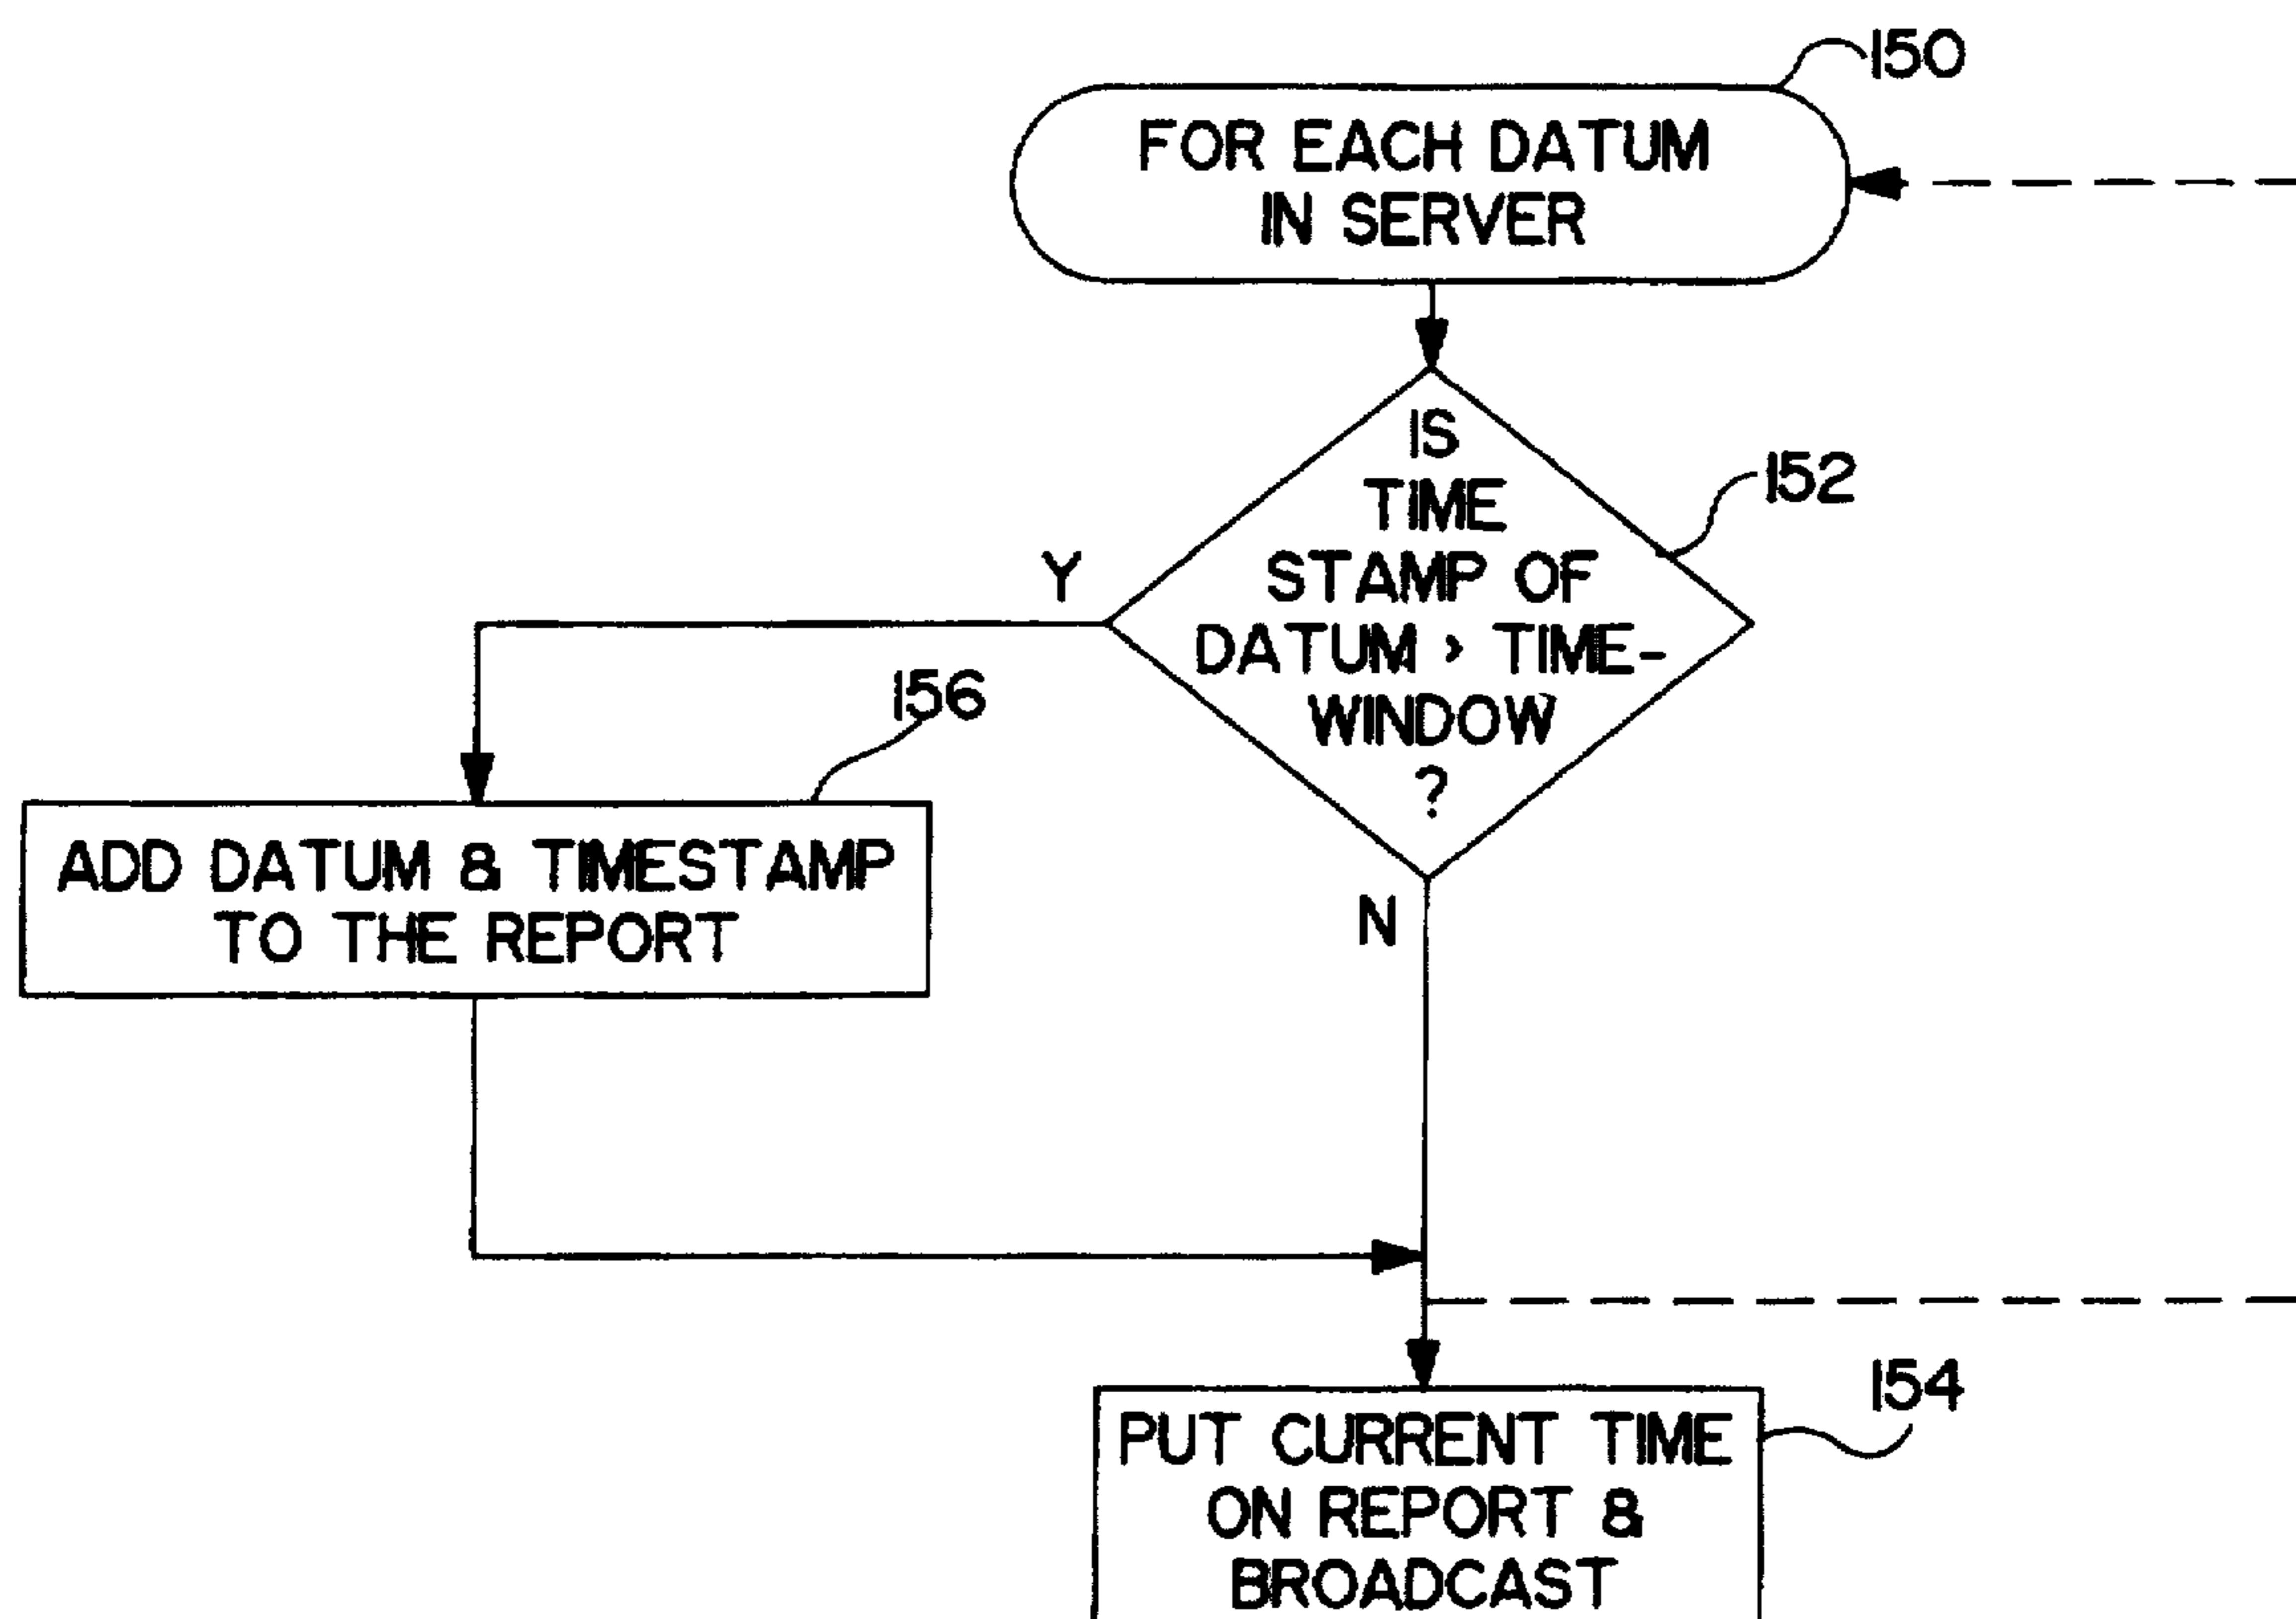 150
FOR EACH DATUM
IN SERVER
IS
TIME
STAMP OF
DATUM > TIME-
WINDOW
?
152
Y
156
ADD DATUM & TIMESTAMP
TO THE REPORT
N
154
PUT CURRENT TIME
ON REPORT &
BROADCAST